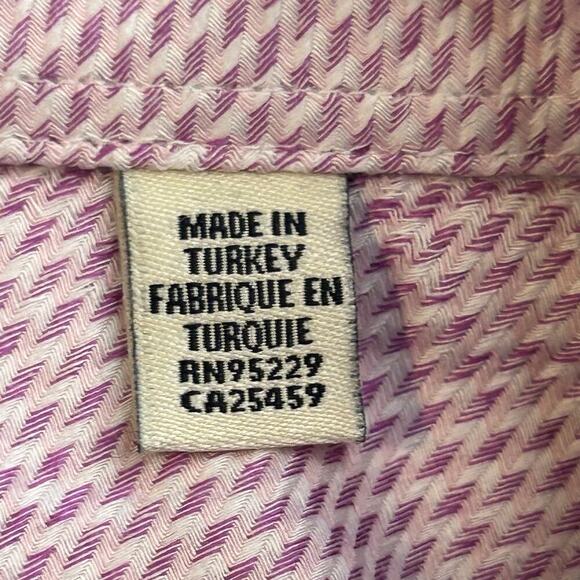 MADE IN
TURKEY
FABRIQUE EN
TURQUIE
RN95229
CA25459